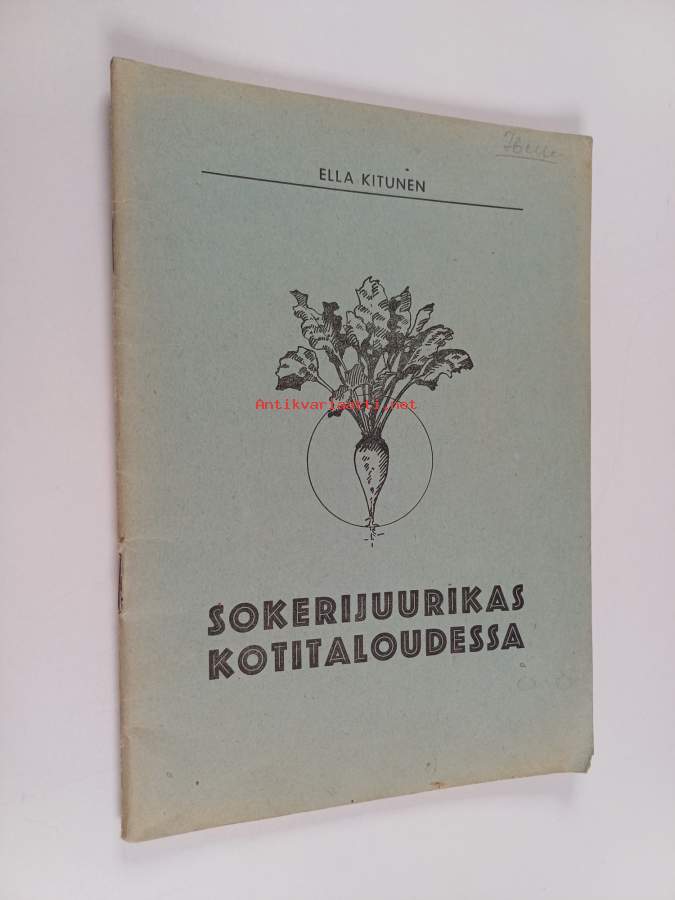 ELLA KITUNEN
Antikvariaatti.net
SOKERIJUURIKAS
KOTITALOUDESSA